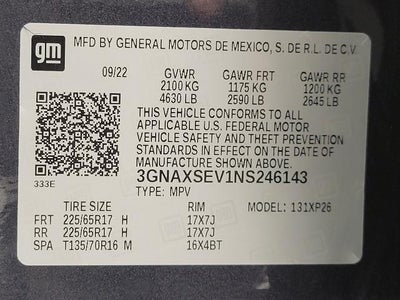 gm
MFD BY GENERAL MOTORS DE MEXICO, S. DE R.L. DE C.V.
09/22 GVWR GAWR FRT GAWR RR
2100 KG 1175 KG 1200 KG
4630 LB 2590 LB 2645 LB
THIS VEHICLE CONFORMS TO ALL
APPLICABLE U.S. FEDERAL MOTOR
VEHICLE SAFETY AND THEFT PREVENTION
STANDARDS IN EFFECT ON THE DATE OF
MANUFACTURE SHOWN ABOVE.
333E 3GNAXSEV1NS246143
TYPE: MPV
TIRE SIZE RIM MODEL: 131XP26
FRT 225/65R17 H 17X7J
RR 225/65R17 H 17X7J
SPA T135/70R16 M 16X4BT